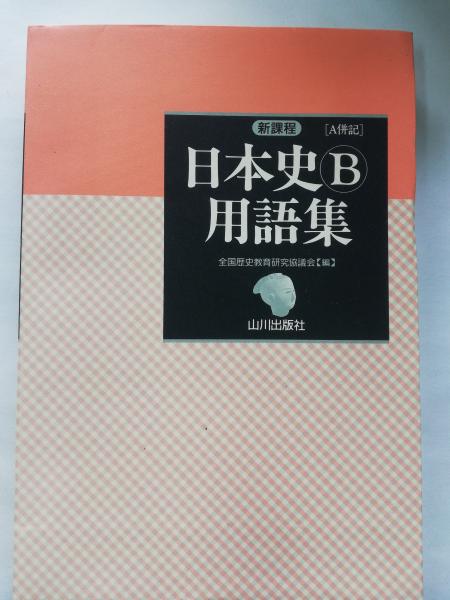 新課程 [A併記]
日本史Ⓑ
用語集
全国歴史教育研究協議会【編】
山川出版社